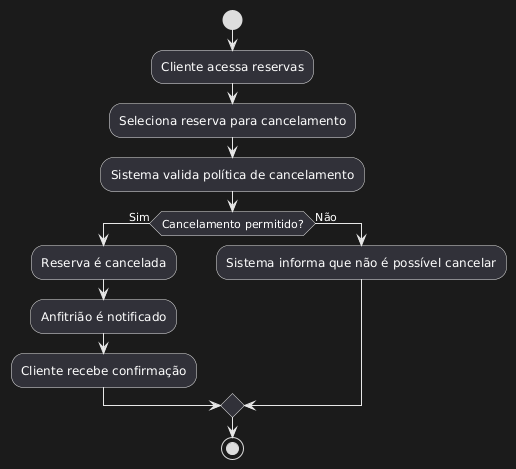 Cliente acessa reservas
Seleciona reserva para cancelamento
Sistema valida política de cancelamento
Cancelamento permitido?
Sim
Não
Reserva é cancelada
Sistema informa que não é possível cancelar
Anfitrião é notificado
Cliente recebe confirmação